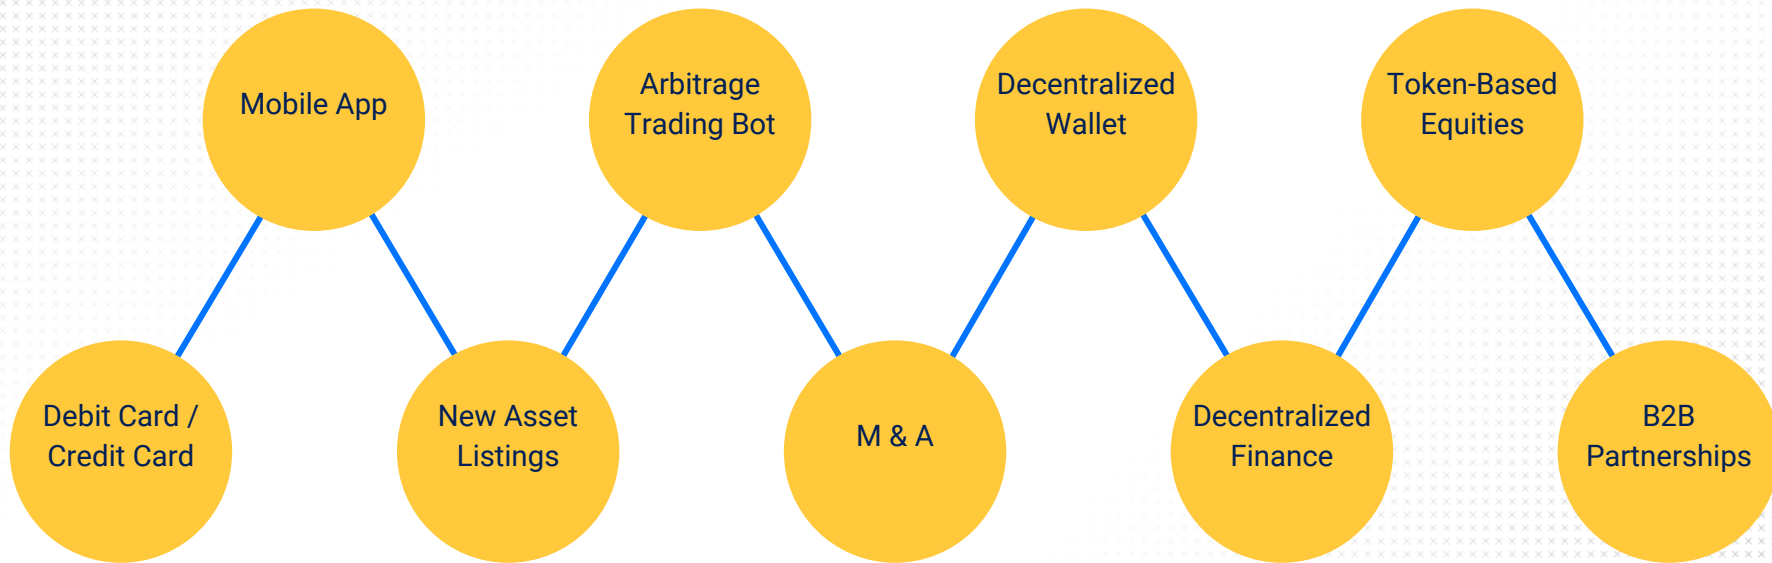 Mobile App
Arbitrage
Trading Bot
Decentralized
Wallet
Token-Based
Equities
Debit Card /
Credit Card
New Asset
Listings
M & A
Decentralized
Finance
B2B
Partnerships